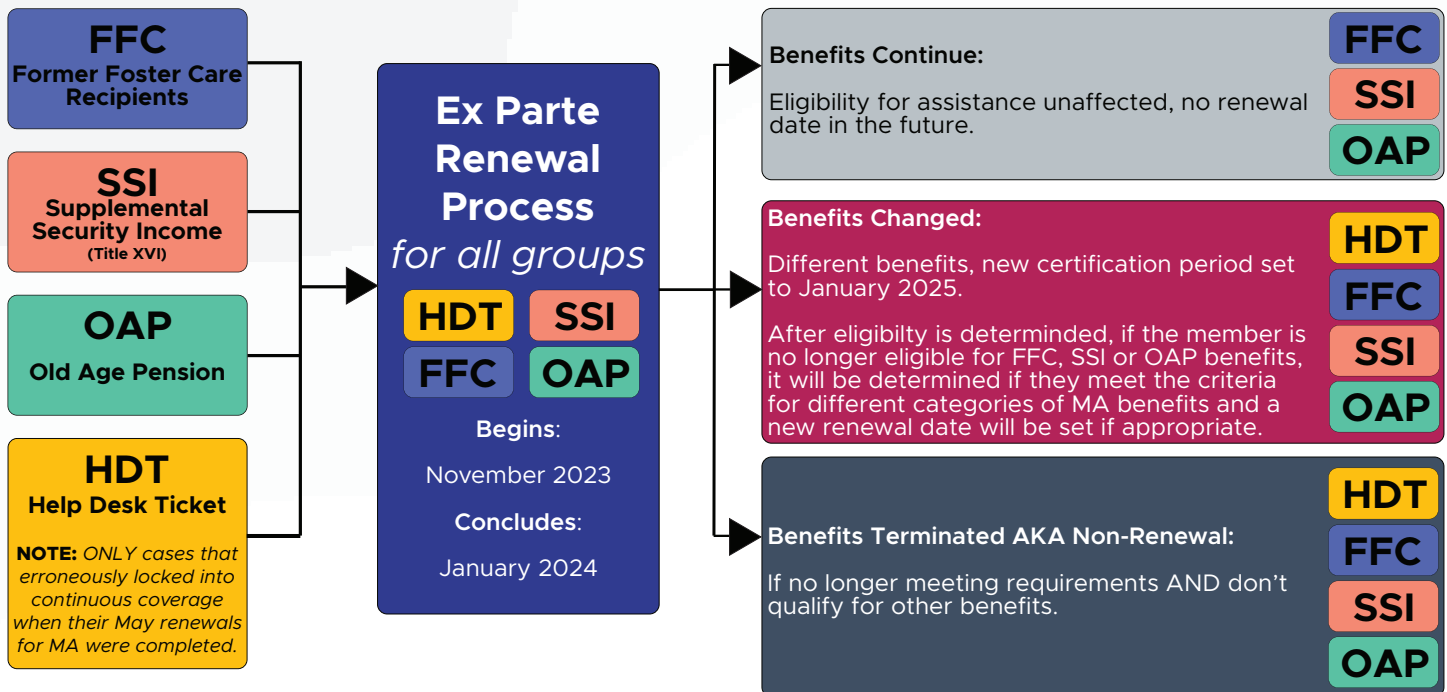 FFC
Former Foster Care
Recipients
SSI
Supplemental
Security Income
(Title XVI)
OAP
Old Age Pension
HDT
Help Desk Ticket
NOTE: ONLY cases that
erroneously locked into
continuous coverage
when their May renewals
for MA were completed.
Ex Parte
Renewal
Process
for all groups
HDT SSI
FFC OAP
Begins:
November 2023
Concludes:
January 2024
Benefits Continue:
Eligibility for assistance unaffected, no renewal
date in the future.
FFC
SSI
OAP
Benefits Changed:
Different benefits, new certification period set
to January 2025.
After eligibilty is determinded, if the member is
no longer eligible for FFC, SSI or OAP benefits,
it will be determined if they meet the criteria
for different categories of MA benefits and a
new renewal date will be set if appropriate.
HDT
FFC
SSI
OAP
Benefits Terminated AKA Non-Renewal:
If no longer meeting requirements AND don't
qualify for other benefits.
HDT
FFC
SSI
OAP